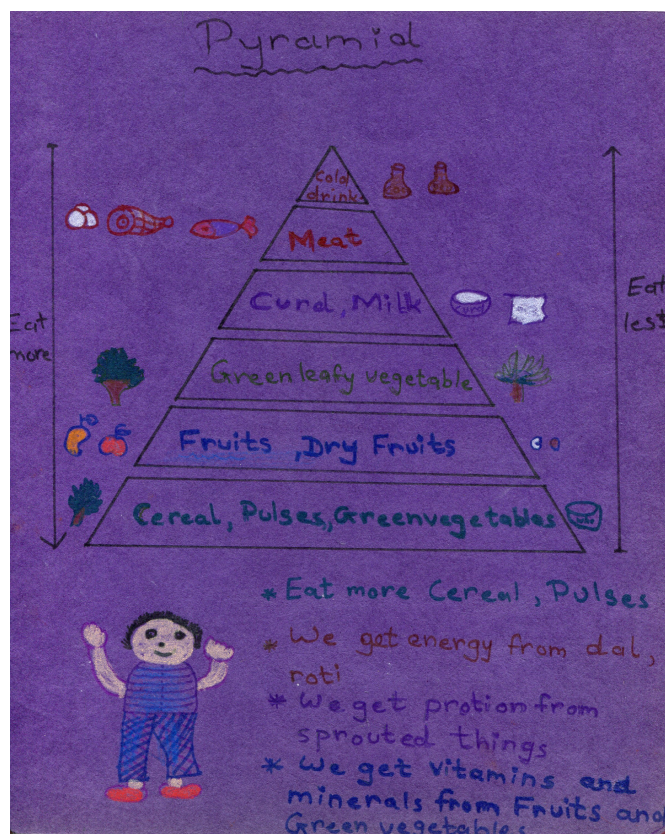 Pyramid
Cold
drink
Meat
Curd, Milk
Green leafy vegetable
Fruits, Dry Fruits
Cereal, Pulses, Greenvegetables
Eat
more
Eat
less
curd
* Eat more Cereal, Pulses
* We get energy from dal,
roti
* We get protion from
sprouted things
* We get vitamins and
minerals from Fruits and
Green vegetables